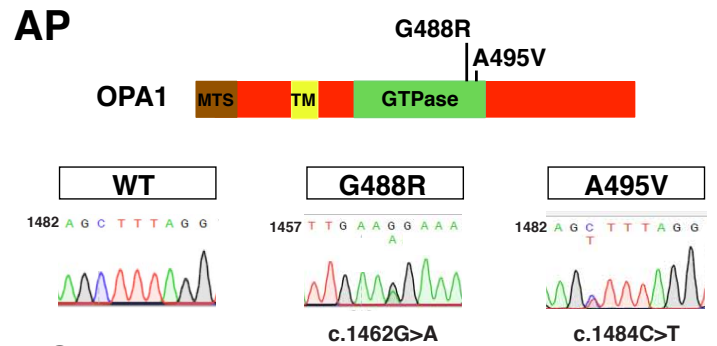 AP
G488R
A495V
OPA1 MTS TM GTPase
WT G488R A495V
1482 A G C T T T A G G 1457 T T G A A G G A A A 1482 A G C T T T A G G
A T
c.1462G>A c.1484C>T